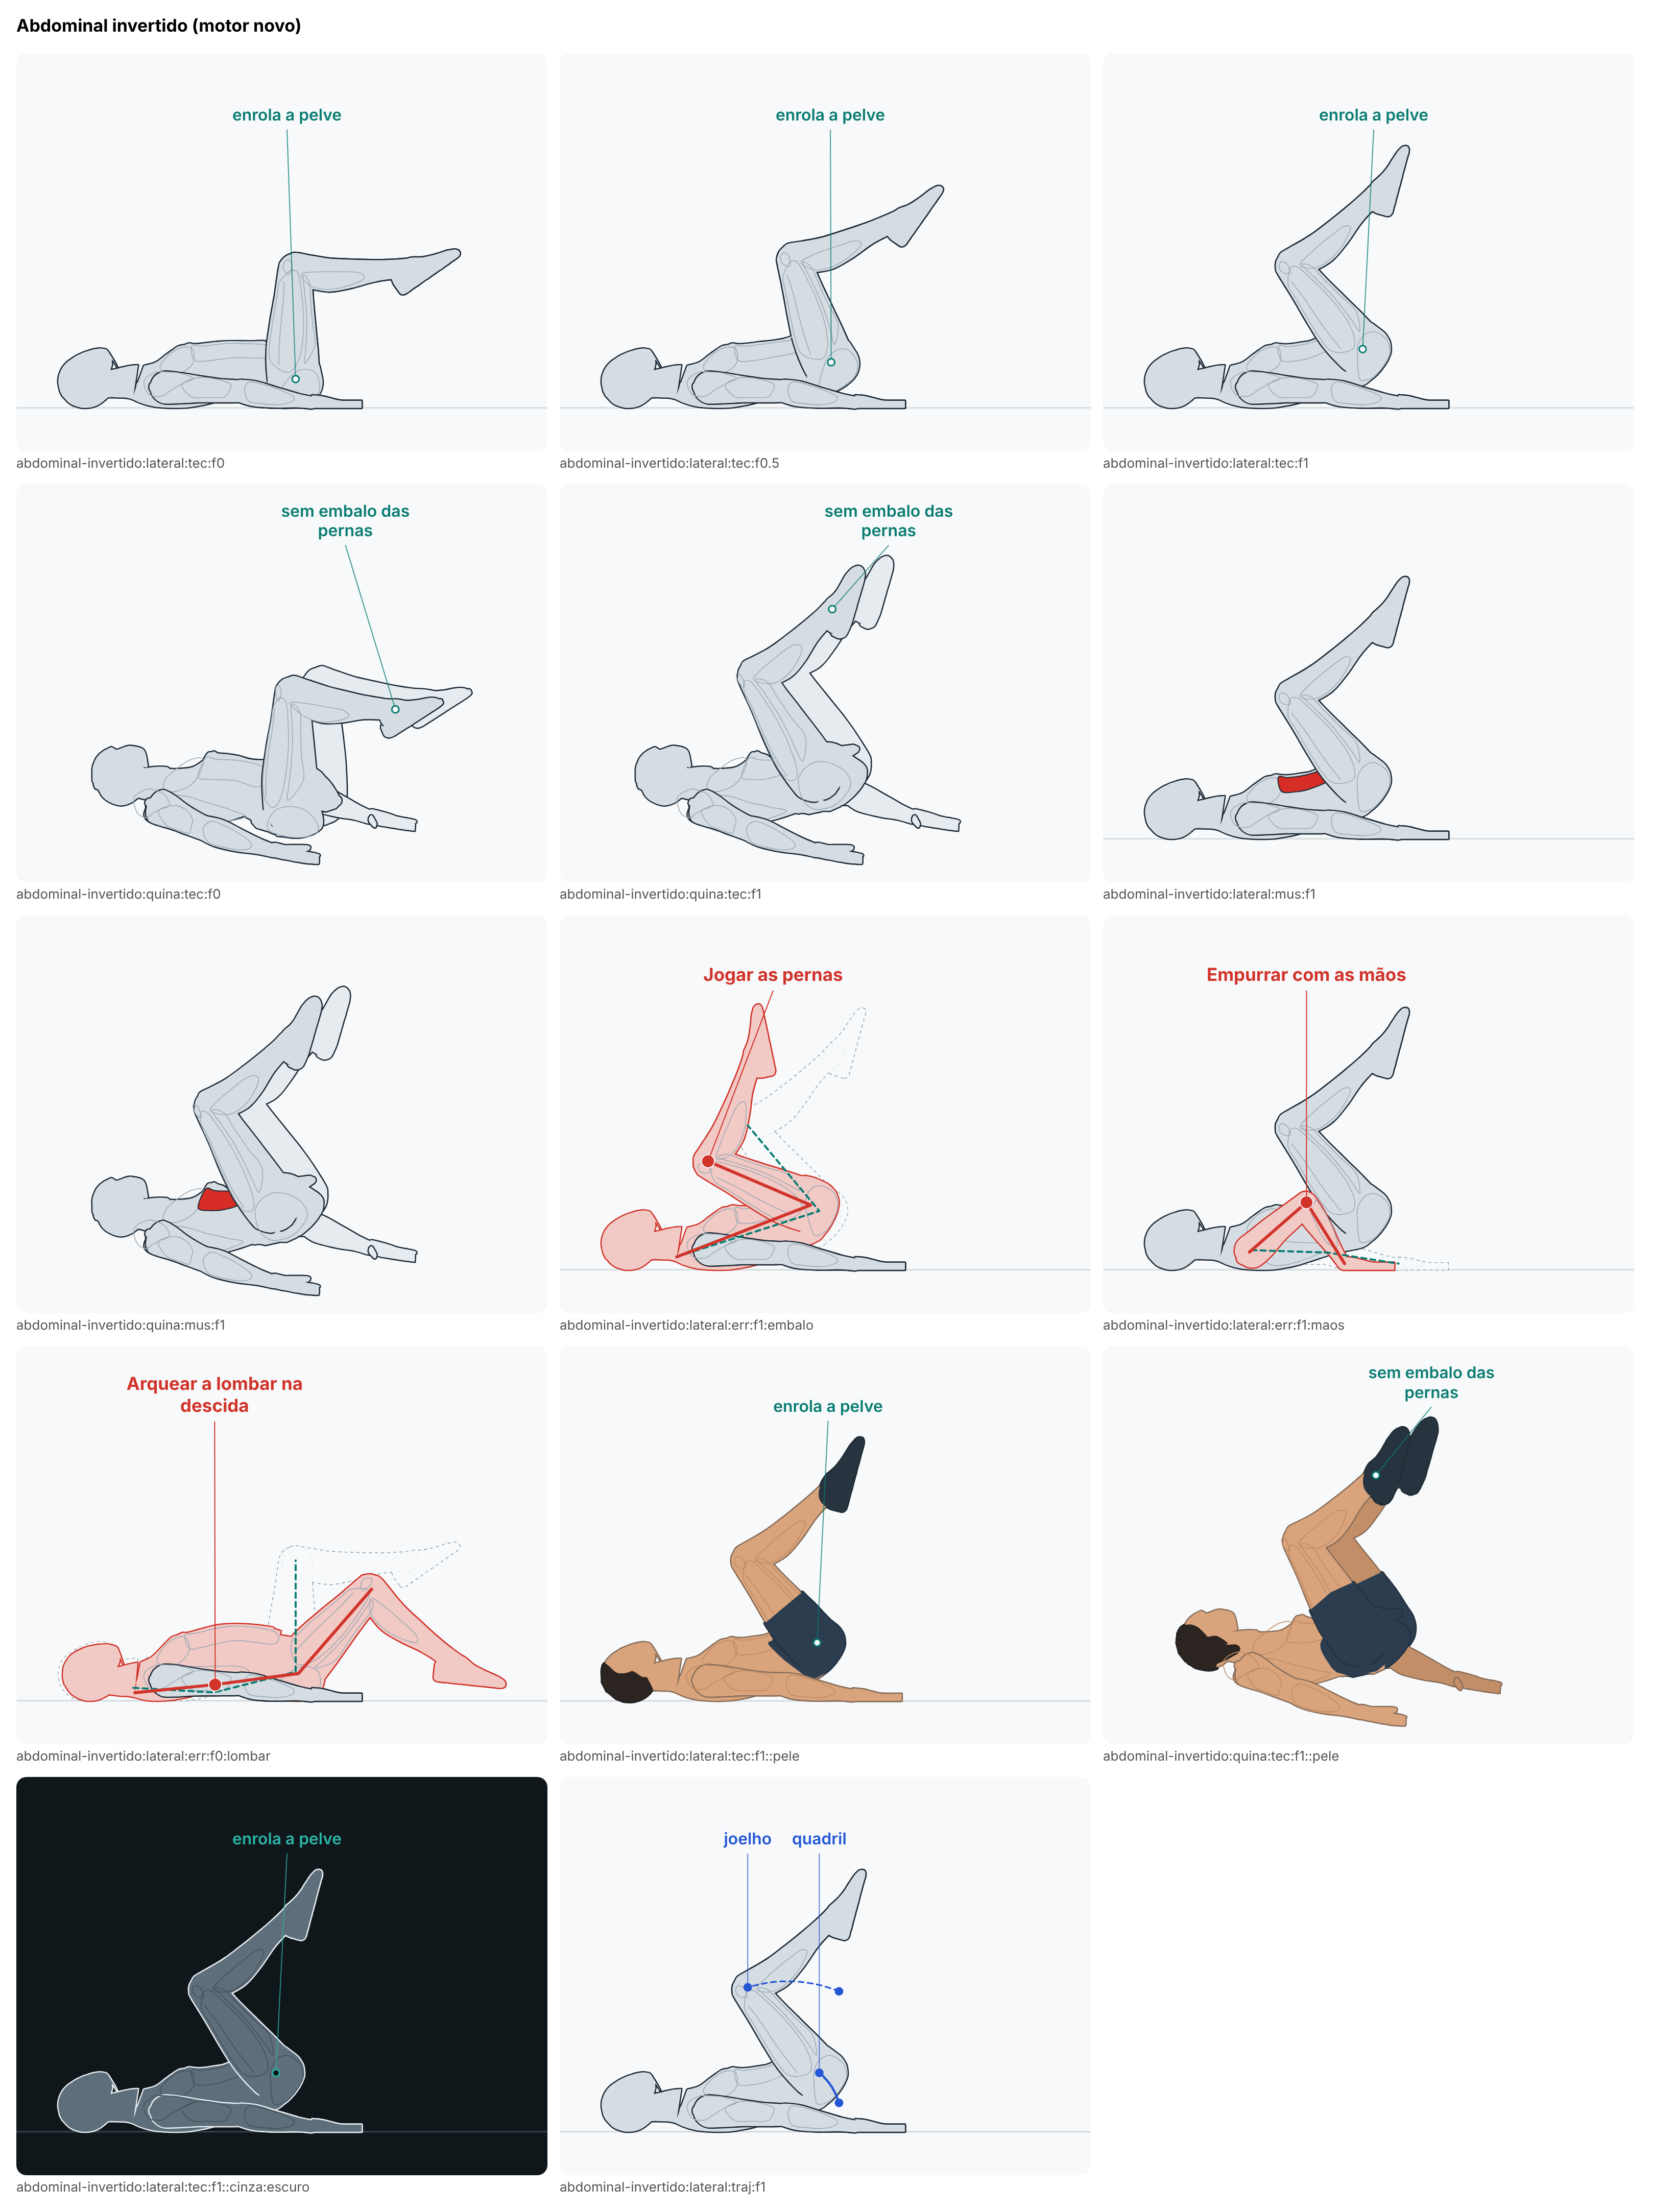 Abdominal invertido (motor novo)
enrola a pelve
enrola a pelve
enrola a pelve
abdominal-invertido:lateral:tec:f0
abdominal-invertido:lateral:tec:f0.5
abdominal-invertido:lateral:tec:f1
sem embalo das
pernas
sem embalo das
pernas
abdominal-invertido:quina:tec:f0
abdominal-invertido:quina:tec:f1
abdominal-invertido:lateral:mus:f1
Jogar as pernas
Empurrar com as mãos
abdominal-invertido:quina:mus:f1
abdominal-invertido:lateral:err:f1:embalo
abdominal-invertido:lateral:err:f1:maos
Arquear a lombar na
descida
enrola a pelve
sem embalo das
pernas
abdominal-invertido:lateral:err:f0:lombar
abdominal-invertido:lateral:tec:f1::pele
abdominal-invertido:quina:tec:f1::pele
enrola a pelve
joelho
quadril
abdominal-invertido:lateral:tec:f1::cinza:escuro
abdominal-invertido:lateral:traj:f1